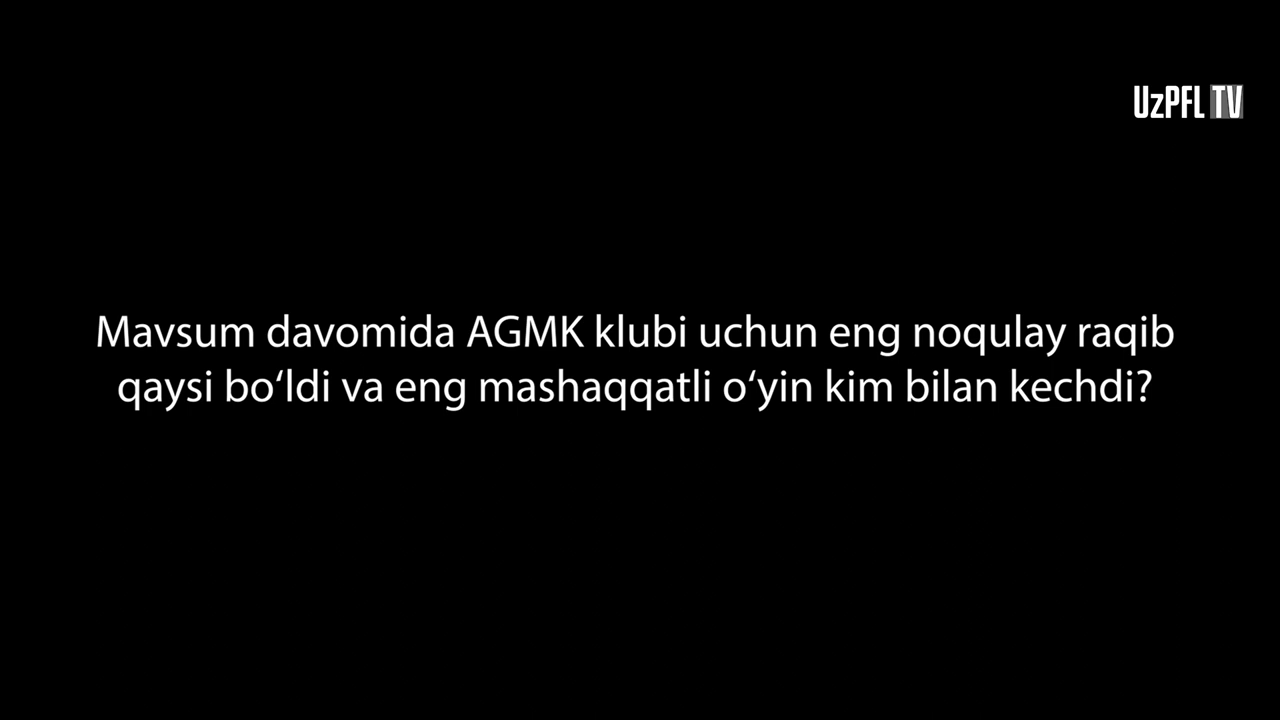 UzPFL TV
Mavsum davomida AGMK klubi uchun eng noqulay raqib
qaysi bo‘ldi va eng mashaqqatli o‘yin kim bilan kechdi?